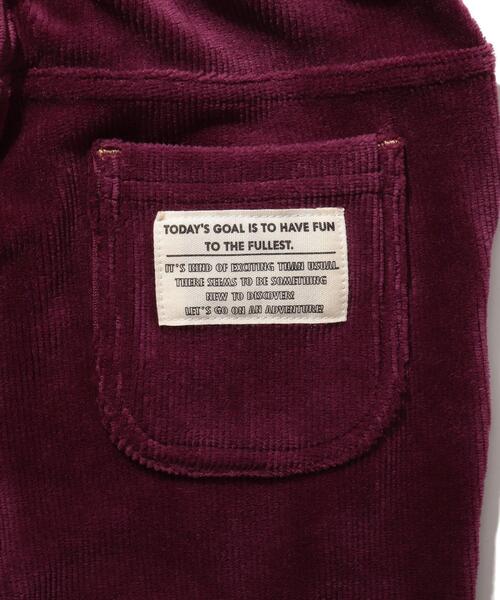 TODAY'S GOAL IS TO HAVE FUN
TO THE FULLEST.
IT'S KIND OF EXCITING THAN USUAL.
THERE SEEMS TO BE SOMETHING
NEW TO DISCOVER!
LET'S GO ON AN ADVENTURE!